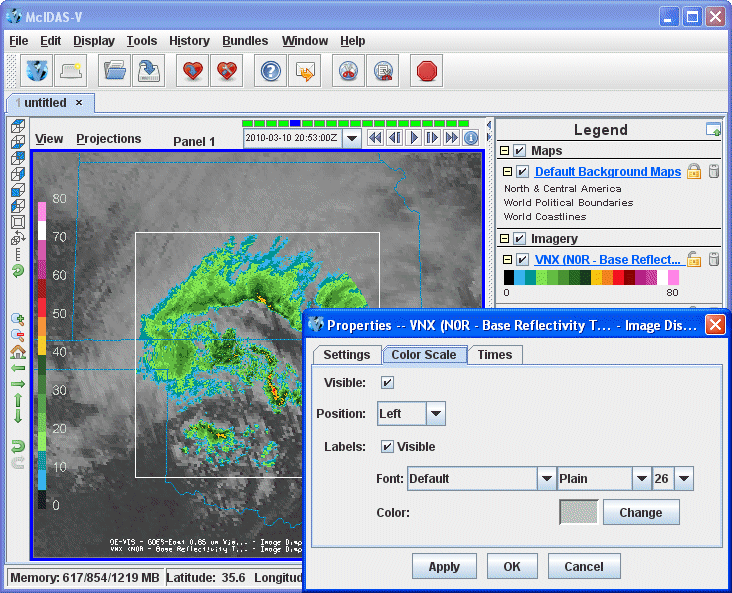 McIDAS-V
File Edit Display Tools History Bundles Window Help
1 untitled ×
View Projections Panel 1
2010-03-10 20:53:00Z
80
70
60
50
40
30
20
10
0
OE-VIS - GOES-East 0.65 um Vis... - Image Disp
VNX (N0R - Base Reflectivity T... - Image Disp
Legend
Maps
Default Background Maps
North & Central America
World Political Boundaries
World Coastlines
Imagery
VNX (N0R - Base Reflect...
0 80
Properties -- VNX (N0R - Base Reflectivity T... - Image Dis...
Settings Color Scale Times
Visible:
Position: Left
Labels: Visible
Font: Default Plain 26
Color: Change
Apply OK Cancel
Memory: 617/854/1219 MB Latitude: 35.6 Longitud